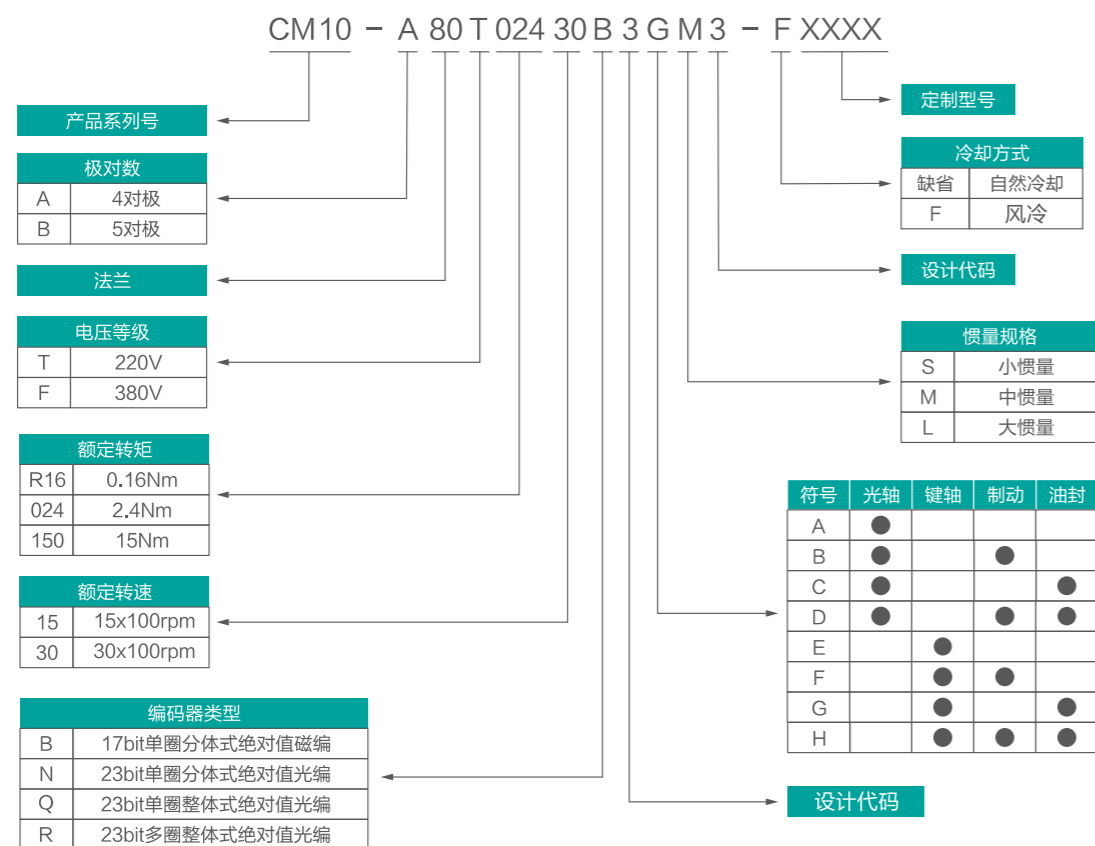 CM10 - A 80 T 024 30 B 3 G M 3 - F XXXX
产品系列号
极对数
A 4对极
B 5对极
法兰
电压等级
T 220V
F 380V
额定转矩
R16 0.16Nm
024 2.4Nm
150 15Nm
额定转速
15 15x100rpm
30 30x100rpm
编码器类型
B 17bit单圈分体式绝对值磁编
N 23bit单圈分体式绝对值光编
Q 23bit单圈整体式绝对值光编
R 23bit多圈整体式绝对值光编
定制型号
冷却方式
缺省 自然冷却
F 风冷
设计代码
惯量规格
S 小惯量
M 中惯量
L 大惯量
符号 光轴 键轴 制动 油封
A ●
B ● ●
C ● ●
D ● ● ●
E ●
F ● ●
G ● ●
H ● ● ●
设计代码